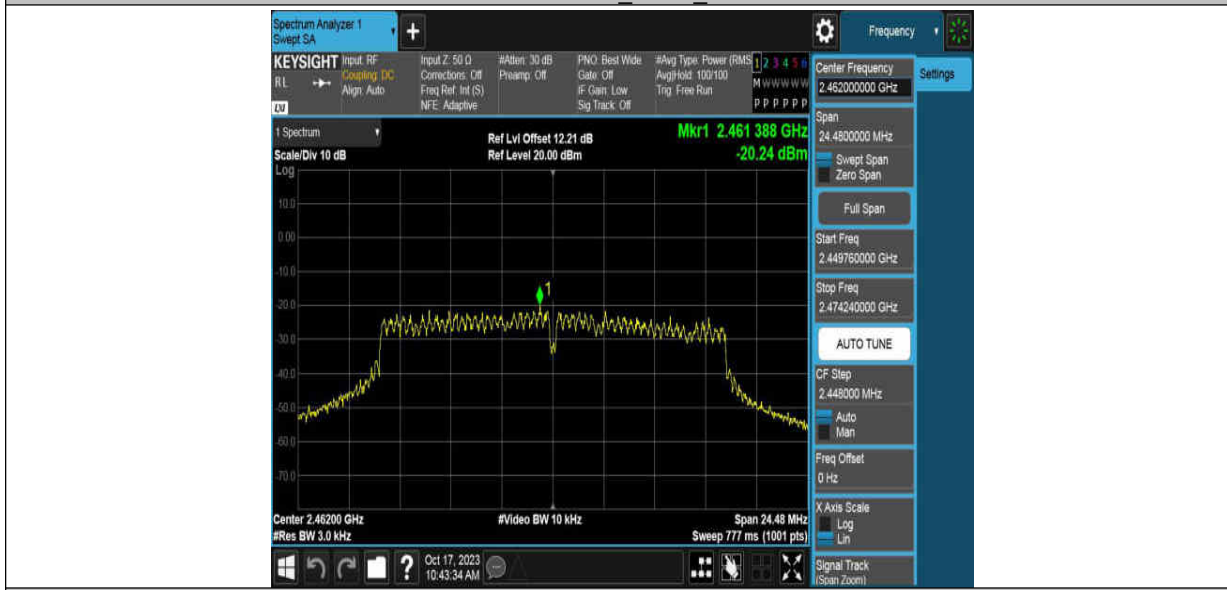 Spectrum Analyzer 1
Swept SA
+
Frequency
KEYSIGHT
RL
LXI
Input: RF
Coupling: DC
Align: Auto
Input Z: 50 Ω
Corrections: Off
Freq Ref: Int (S)
NFE: Adaptive
#Atten: 30 dB
Preamp: Off
PNO: Best Wide
Gate: Off
IF Gain: Low
Sig Track: Off
#Avg Type: Power (RMS
Avg|Hold: 100/100
Trig: Free Run
1 2 3 4 5 6
M W W W W W
P P P P P P
1 Spectrum
Scale/Div 10 dB
Log
Ref Lvl Offset 12.21 dB
Ref Level 20.00 dBm
Mkr1 2.461 388 GHz
-20.24 dBm
10.0
0.00
-10.0
-20.0
-30.0
-40.0
-50.0
-60.0
-70.0
1
Center 2.46200 GHz
#Res BW 3.0 kHz
#Video BW 10 kHz
Span 24.48 MHz
Sweep 777 ms (1001 pts)
Center Frequency
2.462000000 GHz
Settings
Span
24.4800000 MHz
Swept Span
Zero Span
Full Span
Start Freq
2.449760000 GHz
Stop Freq
2.474240000 GHz
AUTO TUNE
CF Step
2.448000 MHz
Auto
Man
Freq Offset
0 Hz
X Axis Scale
Log
Lin
Signal Track
(Span Zoom)
?
Oct 17, 2023
10:43:34 AM